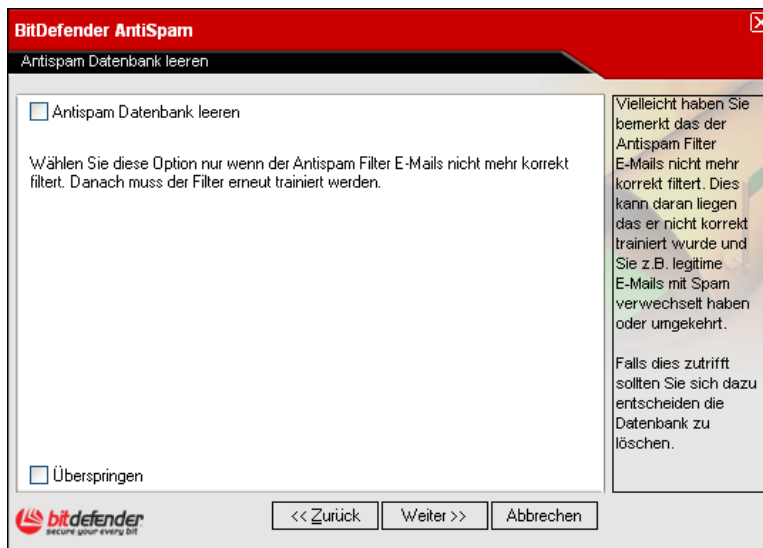 BitDefender AntiSpam
Antispam Datenbank leeren
Antispam Datenbank leeren
Wählen Sie diese Option nur wenn der Antispam Filter E-Mails nicht mehr korrekt
filtert. Danach muss der Filter erneut trainiert werden.
Überspringen
Vielleicht haben Sie
bemerkt das der
Antispam Filter
E-Mails nicht mehr
korrekt filtert. Dies
kann daran liegen
das er nicht korrekt
trainiert wurde und
Sie z.B. legitime
E-Mails mit Spam
verwechselt haben
oder umgekehrt.
Falls dies zutrifft
sollten Sie sich dazu
entscheiden die
Datenbank zu
löschen.
bitdefender
secure your every bit
<< Zurück
Weiter >>
Abbrechen